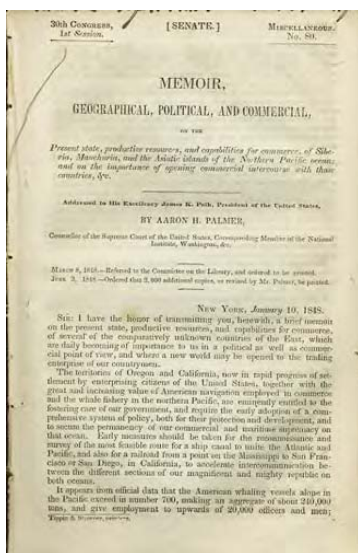 30th CONGRESS,
1st Session.
[ SENATE. ]
MISCELLANEOUS.
No. 80.
MEMOIR,
GEOGRAPHICAL, POLITICAL, AND COMMERCIAL,
ON THE
Present state, productive resources, and capabilities for commerce, of Sibe-
ria, Manchuria, and the Asiatic islands of the Northern Pacific ocean;
and on the importance of opening commercial intercourse with those
countries, &c.
Addressed to His Excellency James K. Polk, President of the United States,
BY AARON H. PALMER,
Counsellor of the Supreme Court of the United States, Corresponding Member of the National
Institute, Washington, &c.
MARCH 8, 1848.—Referred to the Committee on the Library, and ordered to be printed.
JUNE 3, 1848.—Ordered that 2,000 additional copies, as revised by Mr. Palmer, be printed.
NEW YORK, January 10, 1848.
SIR: I have the honor of transmitting you, herewith, a brief memoir
on the present state, productive resources, and capabilities for commerce,
of several of the comparatively unknown countries of the East, which
are daily becoming of importance to us in a political as well as commer-
cial point of view, and where a new world may be opened to the trading
enterprise of our countrymen.
The territories of Oregon and California, now in rapid progress of set-
tlement by enterprising citizens of the United States, together with the
great and increasing value of American navigation employed in commerce
and the whale fishery in the northern Pacific, are eminently entitled to the
fostering care of our government, and require the early adoption of a com-
prehensive system of policy, both for their protection and development, and
to secure the permanency of our commercial and maritime supremacy on
that ocean. Early measures should be taken for the reconnoissance and
survey of the most feasible route for a ship canal to unite the Atlantic and
Pacific, and also for a railroad from a point on the Mississippi to San Fran-
cisco or San Diego, in California, to accelerate intercommunication be-
tween the different sections of our magnificent and mighty republic on
both oceans.
It appears from official data that the American whaling vessels alone in
the Pacific exceed in number 700, making an aggregate of about 240,000
tons, and give employment to upwards of 20,000 officers and men;
Tippin & Streeper, printers.